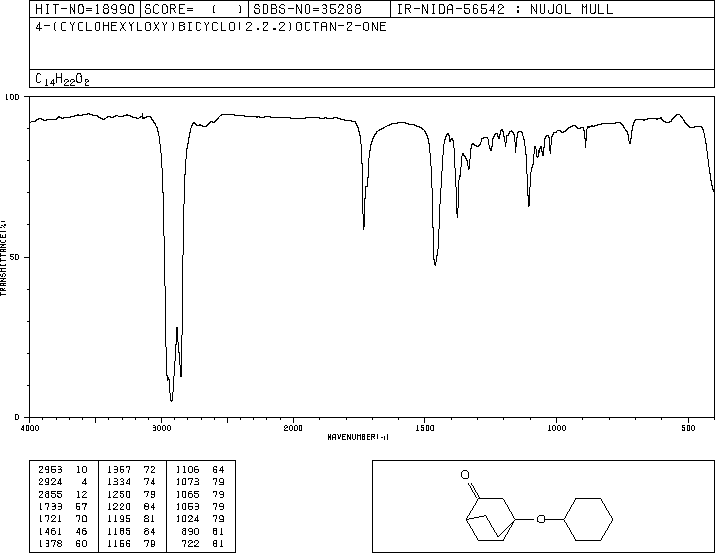 HIT-NO=18990 SCORE= ( ) SDBS-NO=35288 IR-NIDA-56542 : NUJOL MULL
4-(CYCLOHEXYLOXY)BICYCLO(2.2.2)OCTAN-2-ONE
C14H22O2
100
50
0
TRANSMITTANCE(%)
4000 3000 2000 1500 1000 500
WAVENUMBER(-1)
2953 10 1367 72 1106 64
2924 4 1334 74 1073 79
2855 12 1250 79 1065 79
1733 57 1220 84 1053 79
1721 70 1195 81 1024 79
1461 46 1185 84 890 81
1378 60 1156 79 722 81
O
O